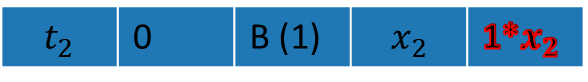 t₂ 0 B (1) x₂ 1*x₂